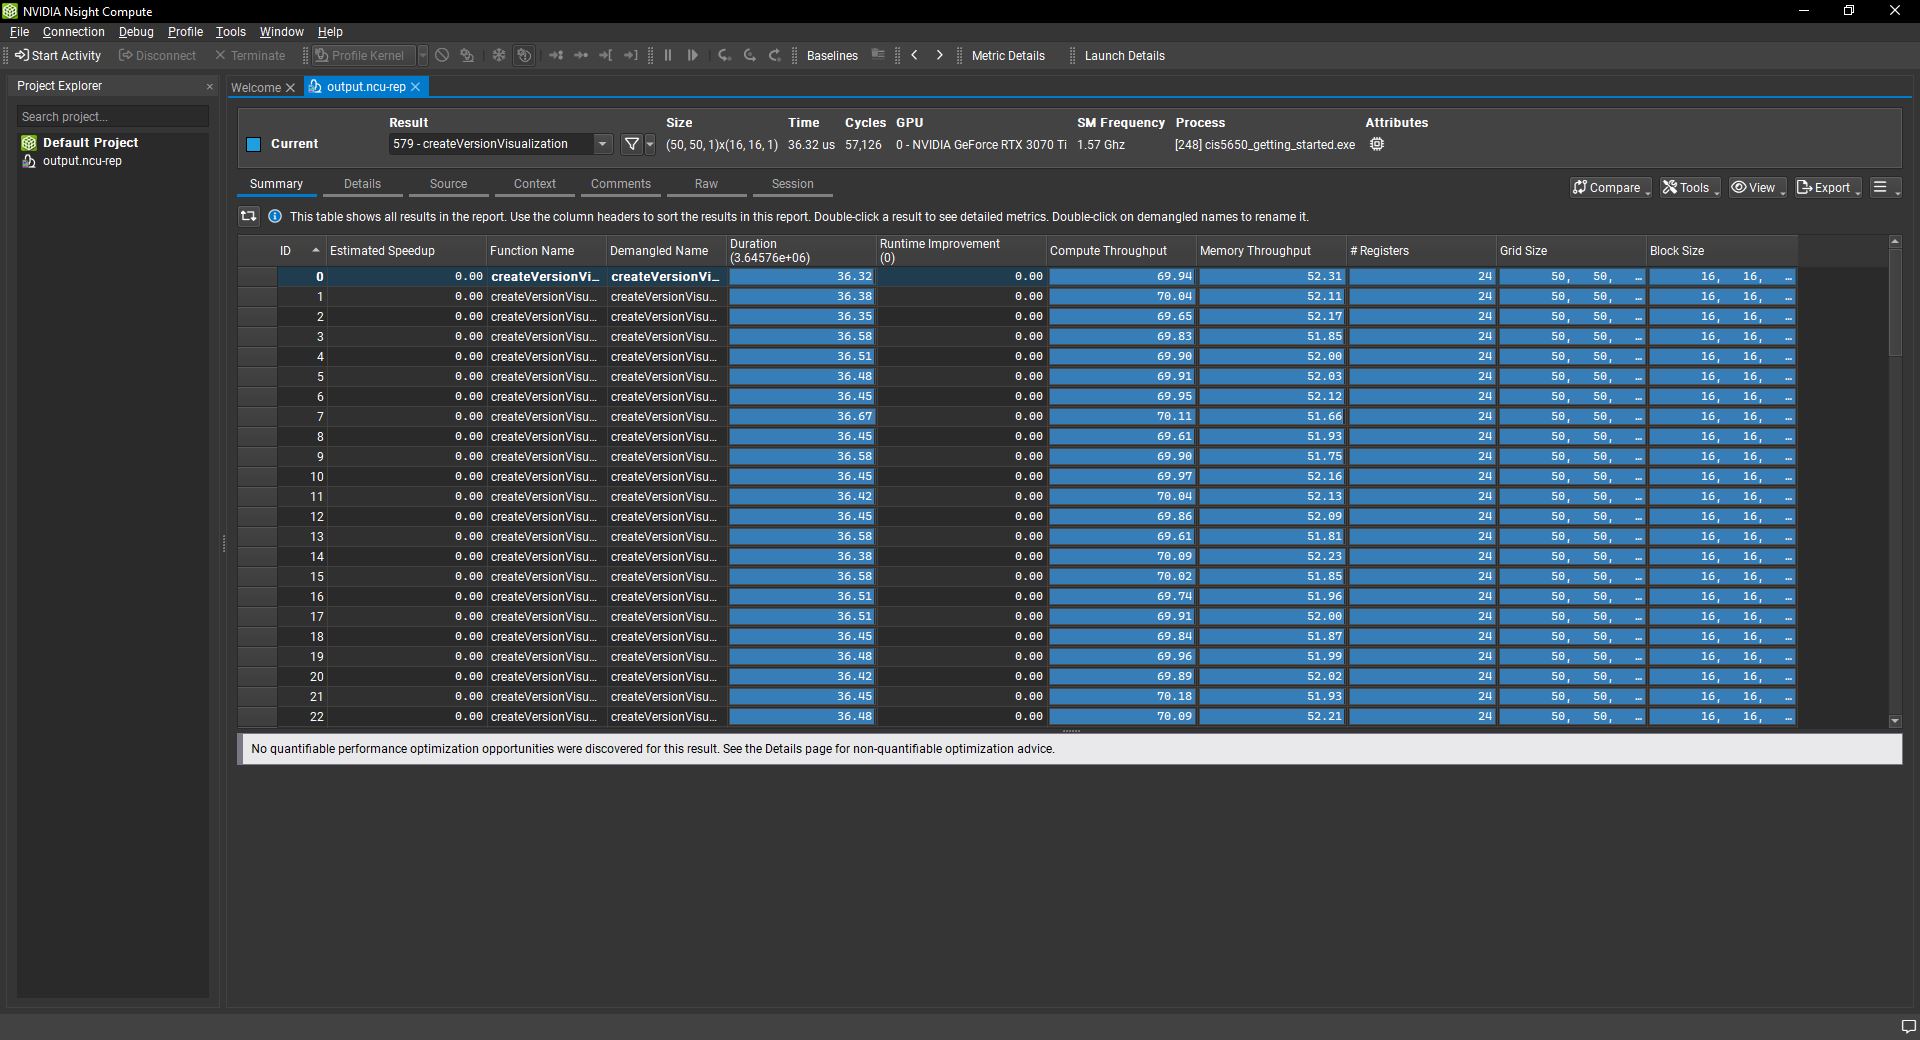 NVIDIA Nsight Compute
File Connection Debug Profile Tools Window Help
Start Activity Disconnect Terminate Profile Kernel Baselines Metric Details Launch Details
Project Explorer
Search project...
Default Project
output.ncu-rep
Welcome output.ncu-rep
Result Size Time Cycles GPU SM Frequency Process Attributes
Current 579 - createVersionVisualization (50, 50, 1)x(16, 16, 1) 36.32 us 57,126 0 - NVIDIA GeForce RTX 3070 Ti 1.57 Ghz [248] cis5650_getting_started.exe
Summary Details Source Context Comments Raw Session Compare Tools View Export
This table shows all results in the report. Use the column headers to sort the results in this report. Double-click a result to see detailed metrics. Double-click on demangled names to rename it.
ID Estimated Speedup Function Name Demangled Name Duration (3.64576e+06) Runtime Improvement (0) Compute Throughput Memory Throughput # Registers Grid Size Block Size
0 0.00 createVersionVi... createVersionVi... 36.32 0.00 69.94 52.31 24 50, 50, ... 16, 16, ...
1 0.00 createVersionVisu... createVersionVisu... 36.38 0.00 70.04 52.11 24 50, 50, ... 16, 16, ...
2 0.00 createVersionVisu... createVersionVisu... 36.35 0.00 69.65 52.17 24 50, 50, ... 16, 16, ...
3 0.00 createVersionVisu... createVersionVisu... 36.58 0.00 69.83 51.85 24 50, 50, ... 16, 16, ...
4 0.00 createVersionVisu... createVersionVisu... 36.51 0.00 69.90 52.00 24 50, 50, ... 16, 16, ...
5 0.00 createVersionVisu... createVersionVisu... 36.48 0.00 69.91 52.03 24 50, 50, ... 16, 16, ...
6 0.00 createVersionVisu... createVersionVisu... 36.45 0.00 69.95 52.12 24 50, 50, ... 16, 16, ...
7 0.00 createVersionVisu... createVersionVisu... 36.67 0.00 70.11 51.66 24 50, 50, ... 16, 16, ...
8 0.00 createVersionVisu... createVersionVisu... 36.45 0.00 69.61 51.93 24 50, 50, ... 16, 16, ...
9 0.00 createVersionVisu... createVersionVisu... 36.58 0.00 69.90 51.75 24 50, 50, ... 16, 16, ...
10 0.00 createVersionVisu... createVersionVisu... 36.45 0.00 69.97 52.16 24 50, 50, ... 16, 16, ...
11 0.00 createVersionVisu... createVersionVisu... 36.42 0.00 70.04 52.13 24 50, 50, ... 16, 16, ...
12 0.00 createVersionVisu... createVersionVisu... 36.45 0.00 69.86 52.09 24 50, 50, ... 16, 16, ...
13 0.00 createVersionVisu... createVersionVisu... 36.58 0.00 69.61 51.81 24 50, 50, ... 16, 16, ...
14 0.00 createVersionVisu... createVersionVisu... 36.38 0.00 70.09 52.23 24 50, 50, ... 16, 16, ...
15 0.00 createVersionVisu... createVersionVisu... 36.58 0.00 70.02 51.85 24 50, 50, ... 16, 16, ...
16 0.00 createVersionVisu... createVersionVisu... 36.51 0.00 69.74 51.96 24 50, 50, ... 16, 16, ...
17 0.00 createVersionVisu... createVersionVisu... 36.51 0.00 69.91 52.00 24 50, 50, ... 16, 16, ...
18 0.00 createVersionVisu... createVersionVisu... 36.45 0.00 69.84 51.87 24 50, 50, ... 16, 16, ...
19 0.00 createVersionVisu... createVersionVisu... 36.48 0.00 69.96 51.99 24 50, 50, ... 16, 16, ...
20 0.00 createVersionVisu... createVersionVisu... 36.42 0.00 69.89 52.02 24 50, 50, ... 16, 16, ...
21 0.00 createVersionVisu... createVersionVisu... 36.45 0.00 70.18 51.93 24 50, 50, ... 16, 16, ...
22 0.00 createVersionVisu... createVersionVisu... 36.48 0.00 70.09 52.21 24 50, 50, ... 16, 16, ...
No quantifiable performance optimization opportunities were discovered for this result. See the Details page for non-quantifiable optimization advice.